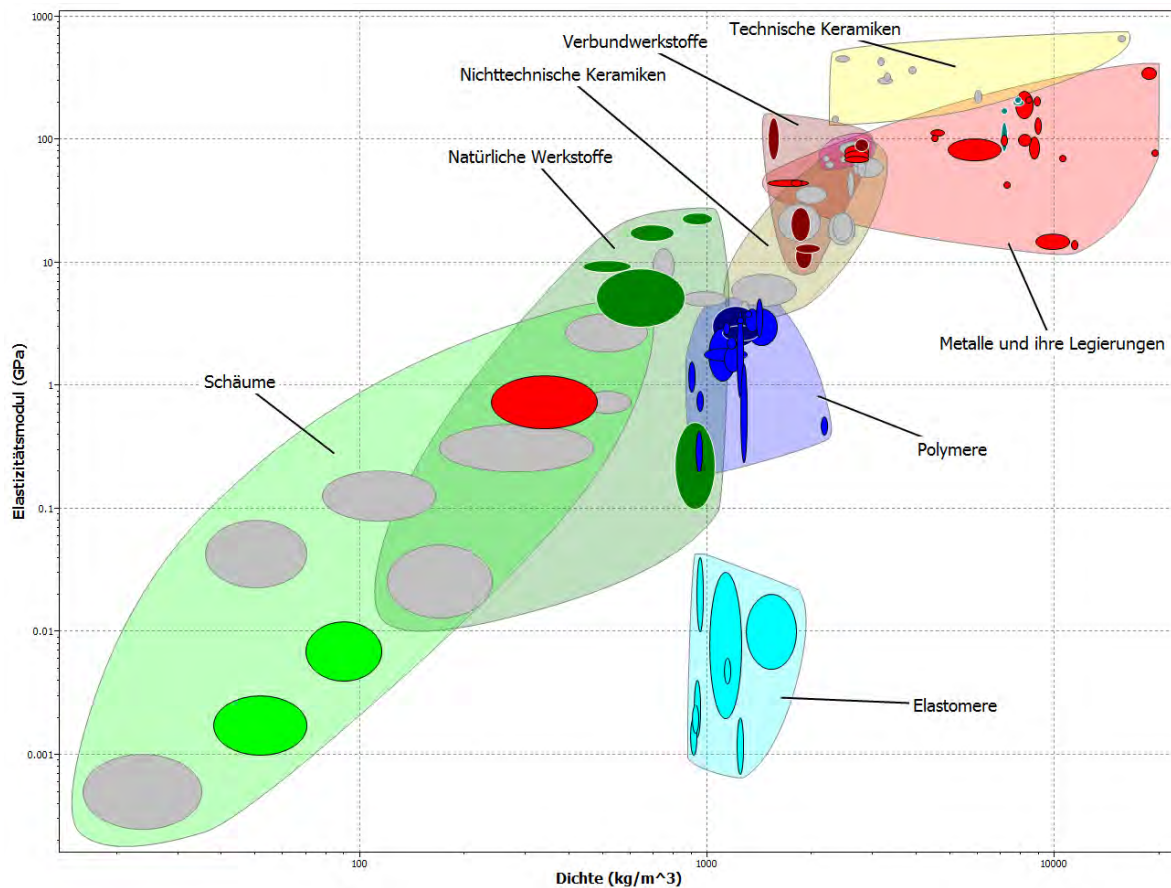 1000
Technische Keramiken
Verbundwerkstoffe
Nichttechnische Keramiken
100
Natürliche Werkstoffe
10
Metalle und ihre Legierungen
1
Schäume
Polymere
0.1
0.01
Elastomere
0.001
Elastizitätsmodul (GPa)
100
1000
10000
Dichte (kg/m^3)